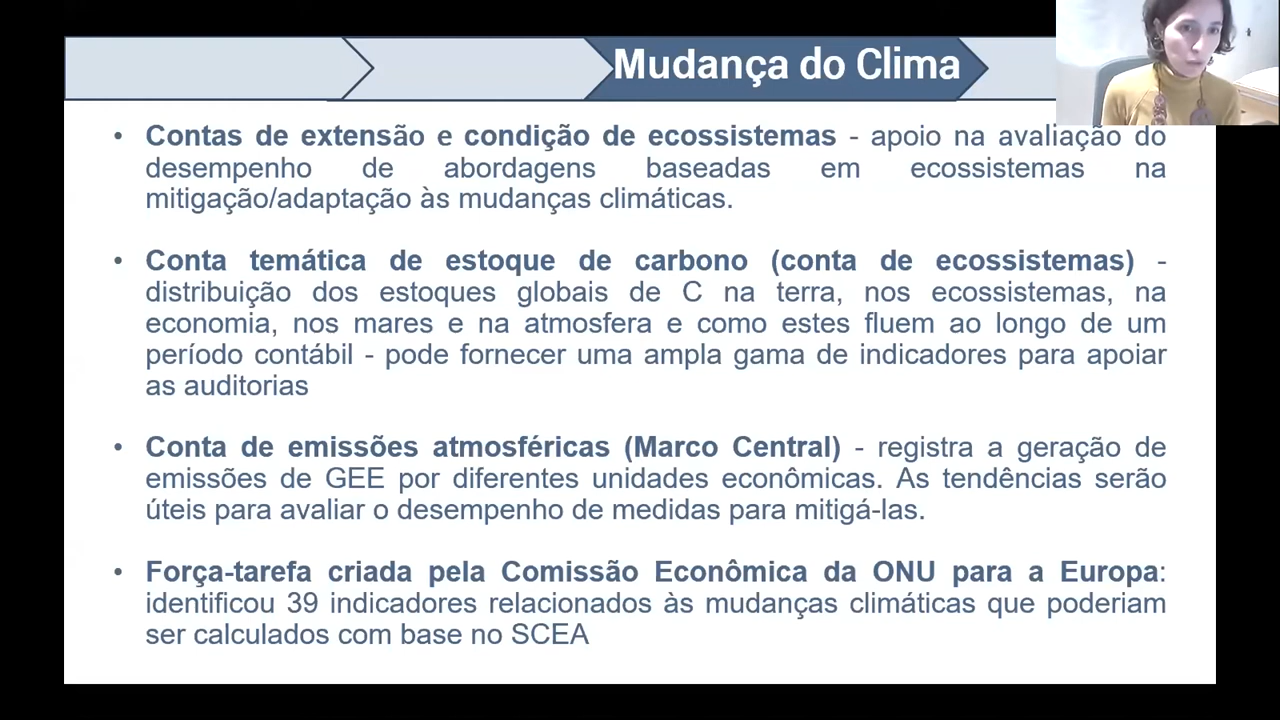 Mudança do Clima
• Contas de extensão e condição de ecossistemas - apoio na avaliação do
desempenho de abordagens baseadas em ecossistemas na
mitigação/adaptação às mudanças climáticas.
• Conta temática de estoque de carbono (conta de ecossistemas) -
distribuição dos estoques globais de C na terra, nos ecossistemas, na
economia, nos mares e na atmosfera e como estes fluem ao longo de um
período contábil - pode fornecer uma ampla gama de indicadores para apoiar
as auditorias
• Conta de emissões atmosféricas (Marco Central) - registra a geração de
emissões de GEE por diferentes unidades econômicas. As tendências serão
úteis para avaliar o desempenho de medidas para mitigá-las.
• Força-tarefa criada pela Comissão Econômica da ONU para a Europa:
identificou 39 indicadores relacionados às mudanças climáticas que poderiam
ser calculados com base no SCEA